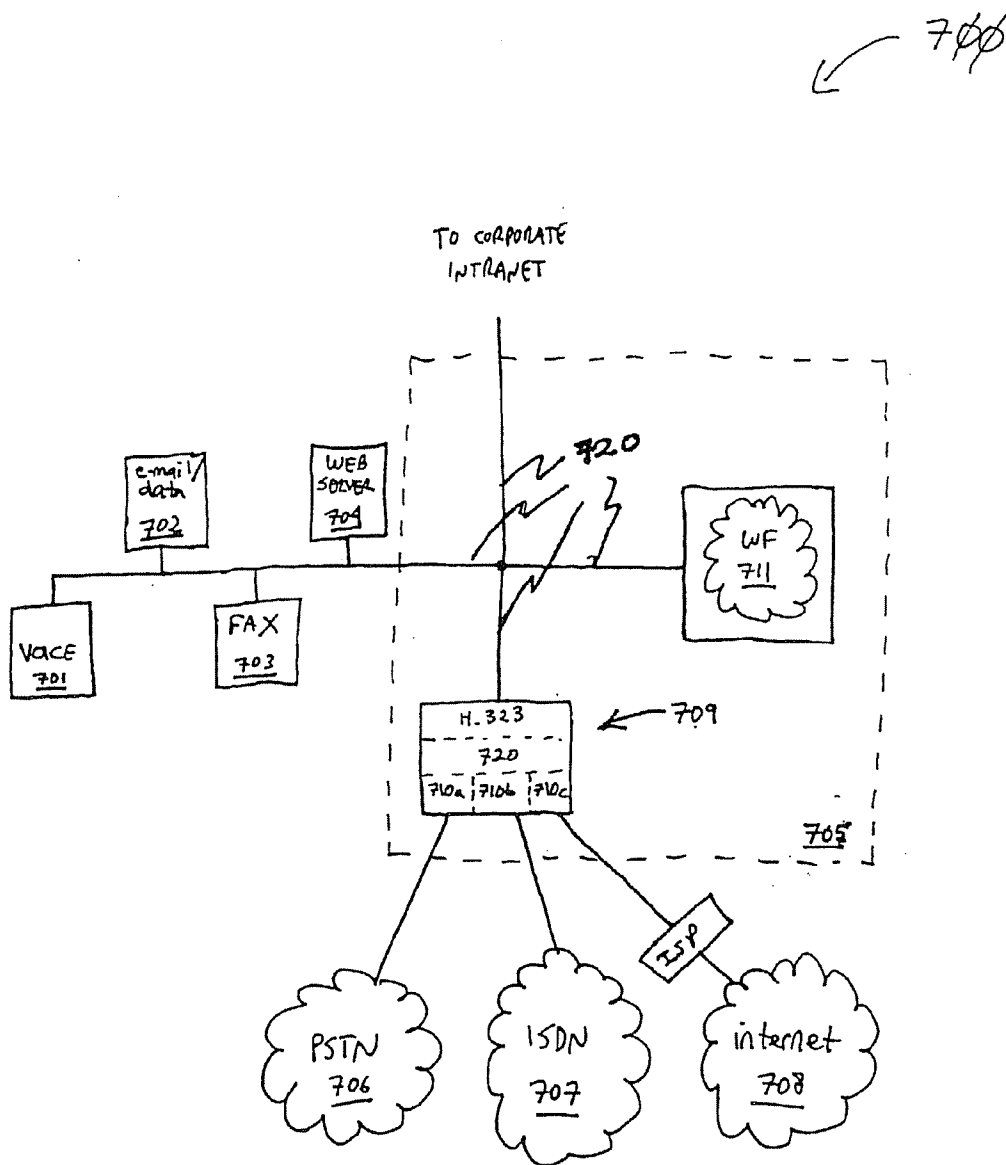 7φφ
TO CORPORATE
INTRANET
720
e-mail/
data
702
WEB
SERVER
704
WF
711
VOICE
701
FAX
703
H.323
720
710a 710b 710c
709
705
ISP
PSTN
706
ISDN
707
internet
708